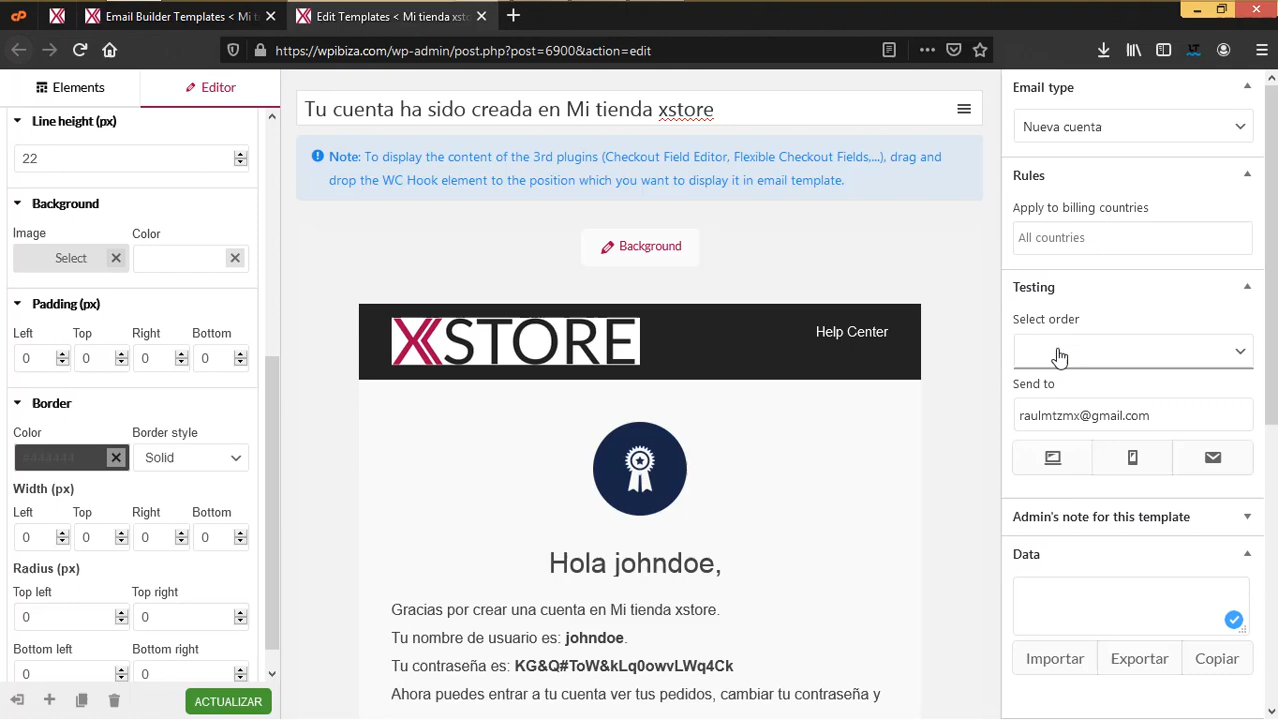 Email Builder Templates < Mi t
Edit Templates < Mi tienda xsto
https://wpibiza.com/wp-admin/post.php?post=6900&action=edit
Elements
Editor
Line height (px)
22
Background
Image
Color
Select
Padding (px)
Left Top Right Bottom
0 0 0 0
Border
Color
Border style
#444444
Solid
Width (px)
Left Top Right Bottom
0 0 0 0
Radius (px)
Top left
Top right
0 0
Bottom left
Bottom right
0 0
ACTUALIZAR
Tu cuenta ha sido creada en Mi tienda xstore
Note: To display the content of the 3rd plugins (Checkout Field Editor, Flexible Checkout Fields,...), drag and
drop the WC Hook element to the position which you want to display it in email template.
Background
XSTORE
Help Center
Hola johndoe,
Gracias por crear una cuenta en Mi tienda xstore.
Tu nombre de usuario es: johndoe.
Tu contraseña es: KG&Q#ToW&kLq0owvLWq4Ck
Ahora puedes entrar a tu cuenta ver tus pedidos, cambiar tu contraseña y
Email type
Nueva cuenta
Rules
Apply to billing countries
All countries
Testing
Select order
Send to
raulmtzmx@gmail.com
Admin's note for this template
Data
Importar
Exportar
Copiar